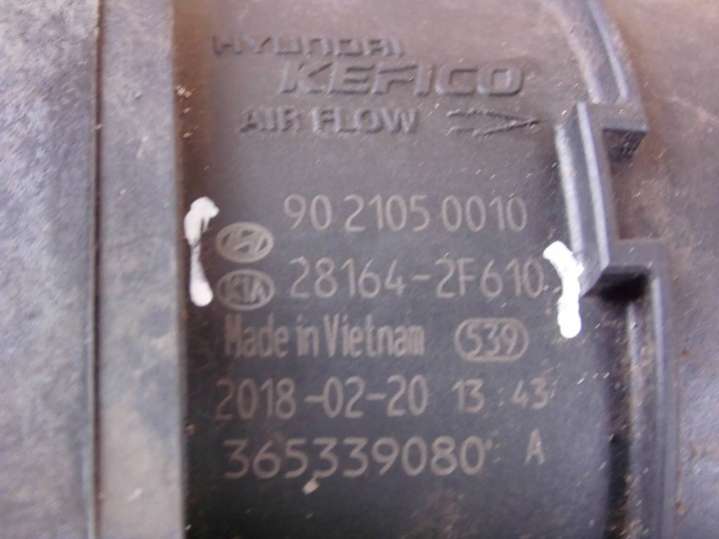 HYUNDAI
KEFICO
AIR FLOW
90 2105 0010
KIA 28164-2F610
Made in Vietnam 539
2018-02-20 13:43
365339080 A